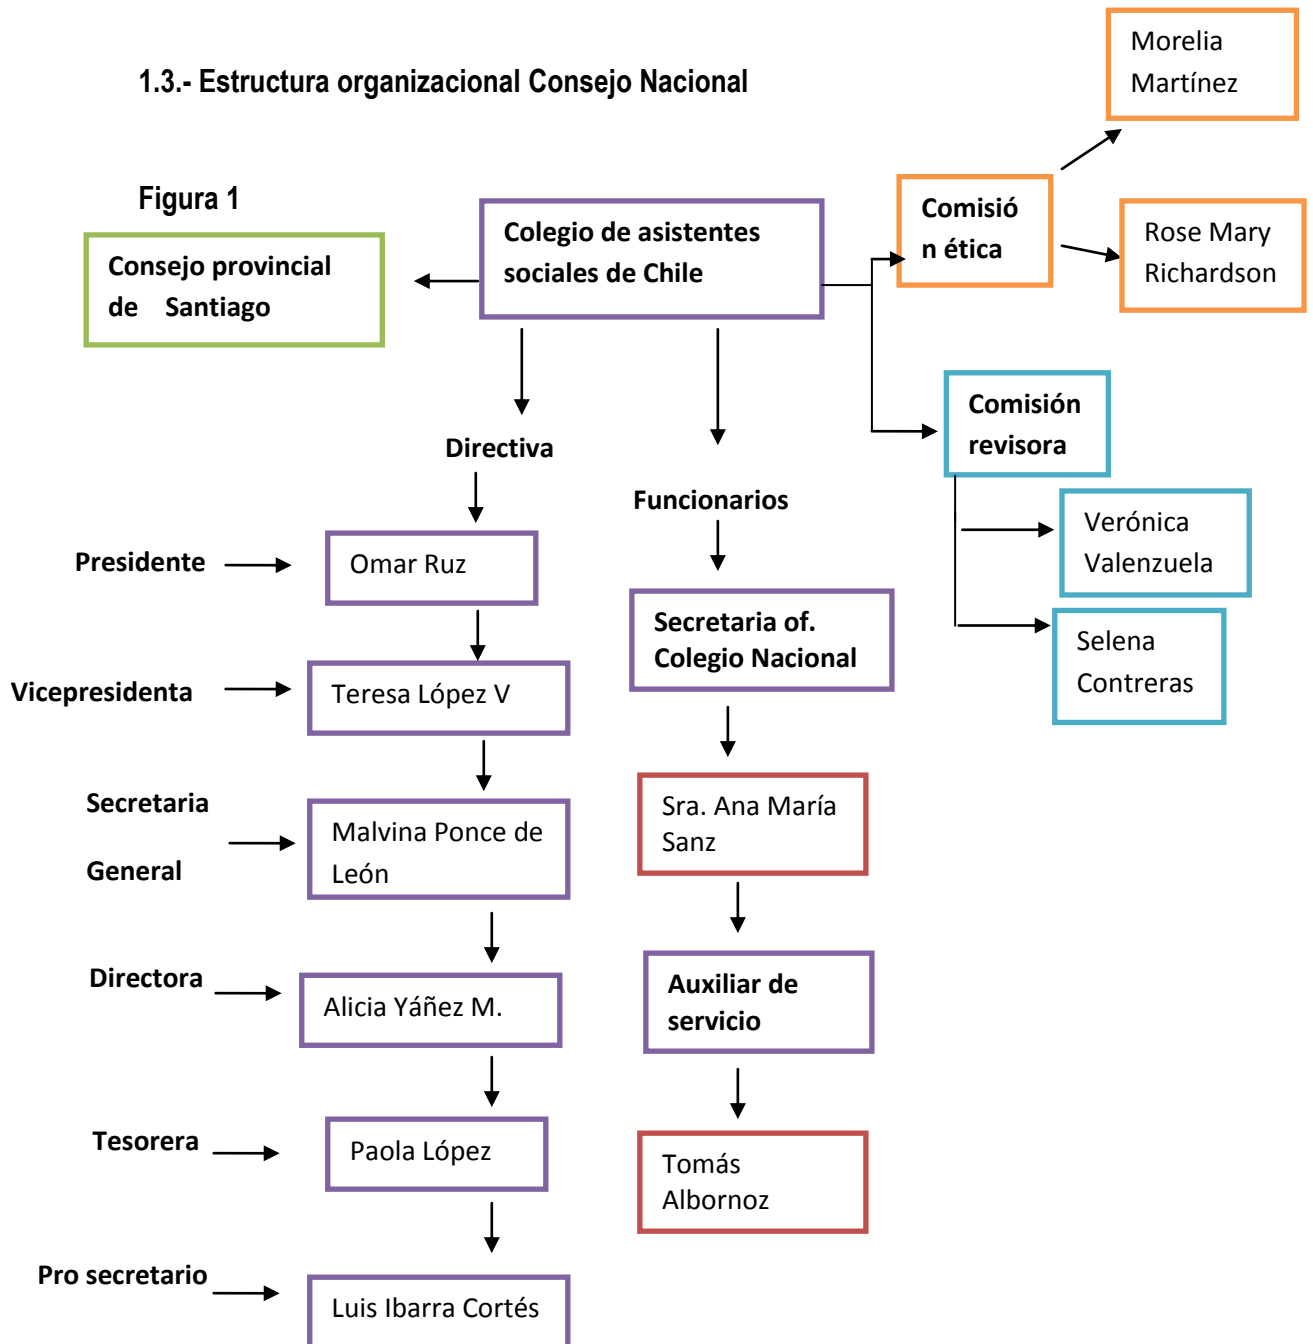 1.3.- Estructura organizacional Consejo Nacional
Morelia
Martínez
Figura 1
Colegio de asistentes
sociales de Chile
Comisió
n ética
Rose Mary
Richardson
Consejo provincial
de Santiago
Comisión
revisora
Directiva
Funcionarios
Verónica
Valenzuela
Presidente
Omar Ruz
Secretaria of.
Colegio Nacional
Selena
Contreras
Vicepresidenta
Teresa López V
Secretaria
General
Malvina Ponce de
León
Sra. Ana María
Sanz
Directora
Alicia Yáñez M.
Auxiliar de
servicio
Tesorera
Paola López
Tomás
Albornoz
Pro secretario
Luis Ibarra Cortés